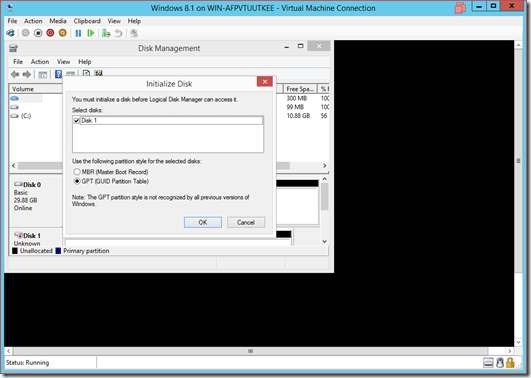 Windows 8.1 on WIN-AFPVTUUTKEE - Virtual Machine Connection
File Action Media Clipboard View Help
Disk Management
File Action View Help
Initialize Disk
You must initialize a disk before Logical Disk Manager can access it.
Select disks:
Disk 1
Use the following partition style for the selected disks:
MBR (Master Boot Record)
GPT (GUID Partition Table)
Note: The GPT partition style is not recognized by all previous versions of
Windows.
OK Cancel
Volume
(C:)
Free Spa... % F
300 MB 100
99 MB 100
10.88 GB 56
Disk 0
Basic
29.88 GB
Online
Disk 1
Unknown
Unallocated Primary partition
Status: Running